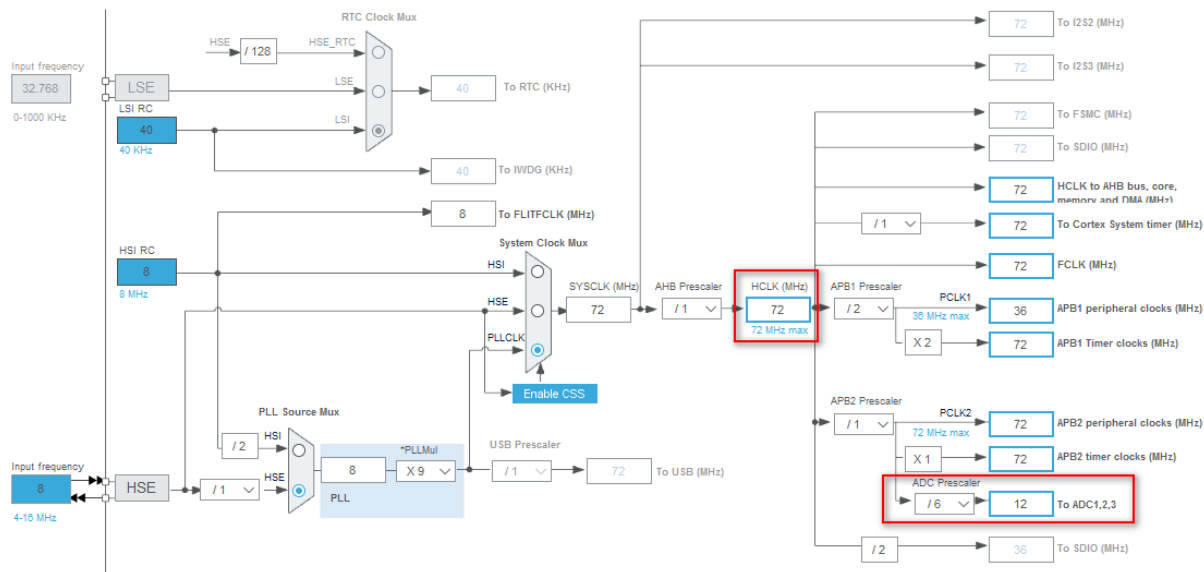 RTC Clock Mux
HSE
/ 128
HSE_RTC
Input frequency
32.768
0-1000 KHz
LSE
LSE
40
To RTC (KHz)
LSI RC
40
40 KHz
LSI
40
To IWDG (KHz)
8
To FLITFCLK (MHz)
HSI RC
8
8 MHz
System Clock Mux
HSI
HSE
PLLCLK
Enable CSS
SYSCLK (MHz)
72
AHB Prescaler
/ 1
HCLK (MHz)
72
72 MHz max
72
To I2S2 (MHz)
72
To I2S3 (MHz)
72
To FSMC (MHz)
72
To SDIO (MHz)
72
HCLK to AHB bus, core,
memory and DMA (MHz)
/ 1
72
To Cortex System timer (MHz)
72
FCLK (MHz)
APB1 Prescaler
/ 2
PCLK1
36 MHz max
36
APB1 peripheral clocks (MHz)
X 2
72
APB1 Timer clocks (MHz)
APB2 Prescaler
/ 1
PCLK2
72 MHz max
72
APB2 peripheral clocks (MHz)
X 1
72
APB2 timer clocks (MHz)
ADC Prescaler
/ 6
12
To ADC1,2,3
/ 2
36
To SDIO (MHz)
PLL Source Mux
/ 2
HSI
Input frequency
8
4-16 MHz
HSE
/ 1
HSE
8
*PLLMul
X 9
PLL
USB Prescaler
/ 1
72
To USB (MHz)